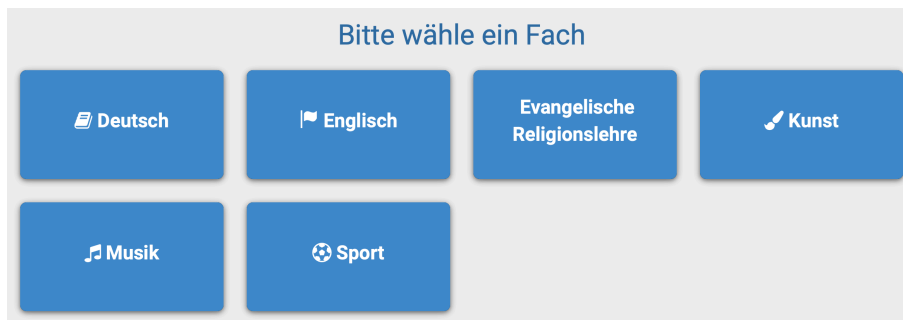 Bitte wähle ein Fach
Deutsch
Englisch
Evangelische
Religionslehre
Kunst
Musik
Sport